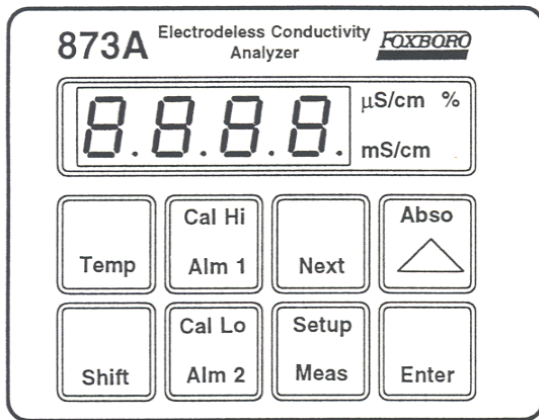 873A Electrodeless Conductivity Analyzer FOXBORO
8.8.8.8. µS/cm %
mS/cm
Cal Hi Abso
Temp Alm 1 Next
Cal Lo Setup
Shift Alm 2 Meas Enter